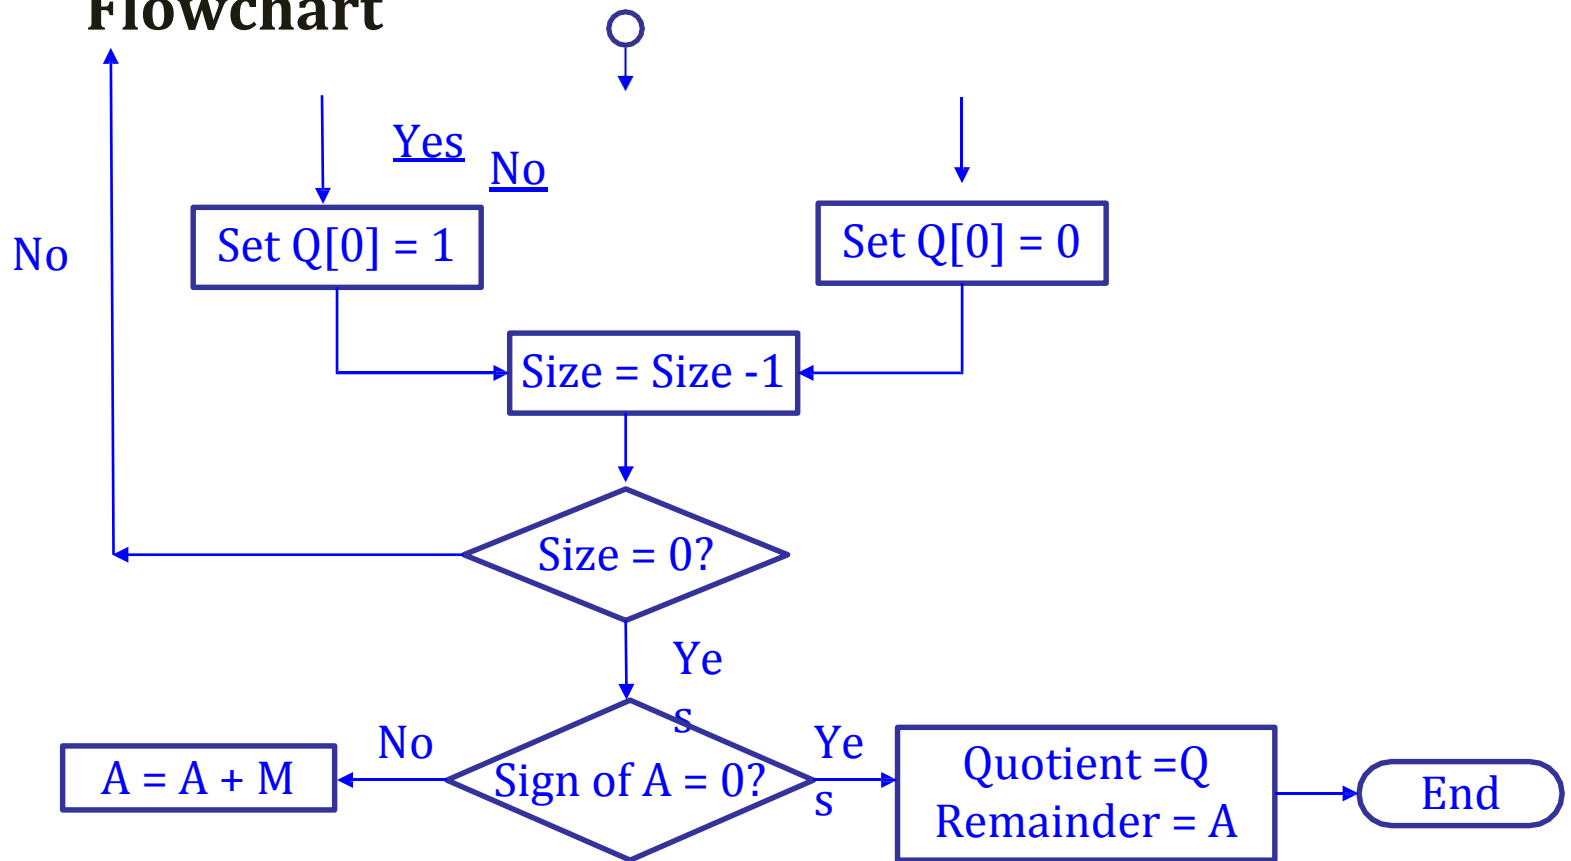 Flowchart
Yes
No
Set Q[0] = 1
Set Q[0] = 0
No
Size = Size -1
Size = 0?
Ye
s
No
Ye
s
A = A + M
Sign of A = 0?
Quotient =Q
Remainder = A
End